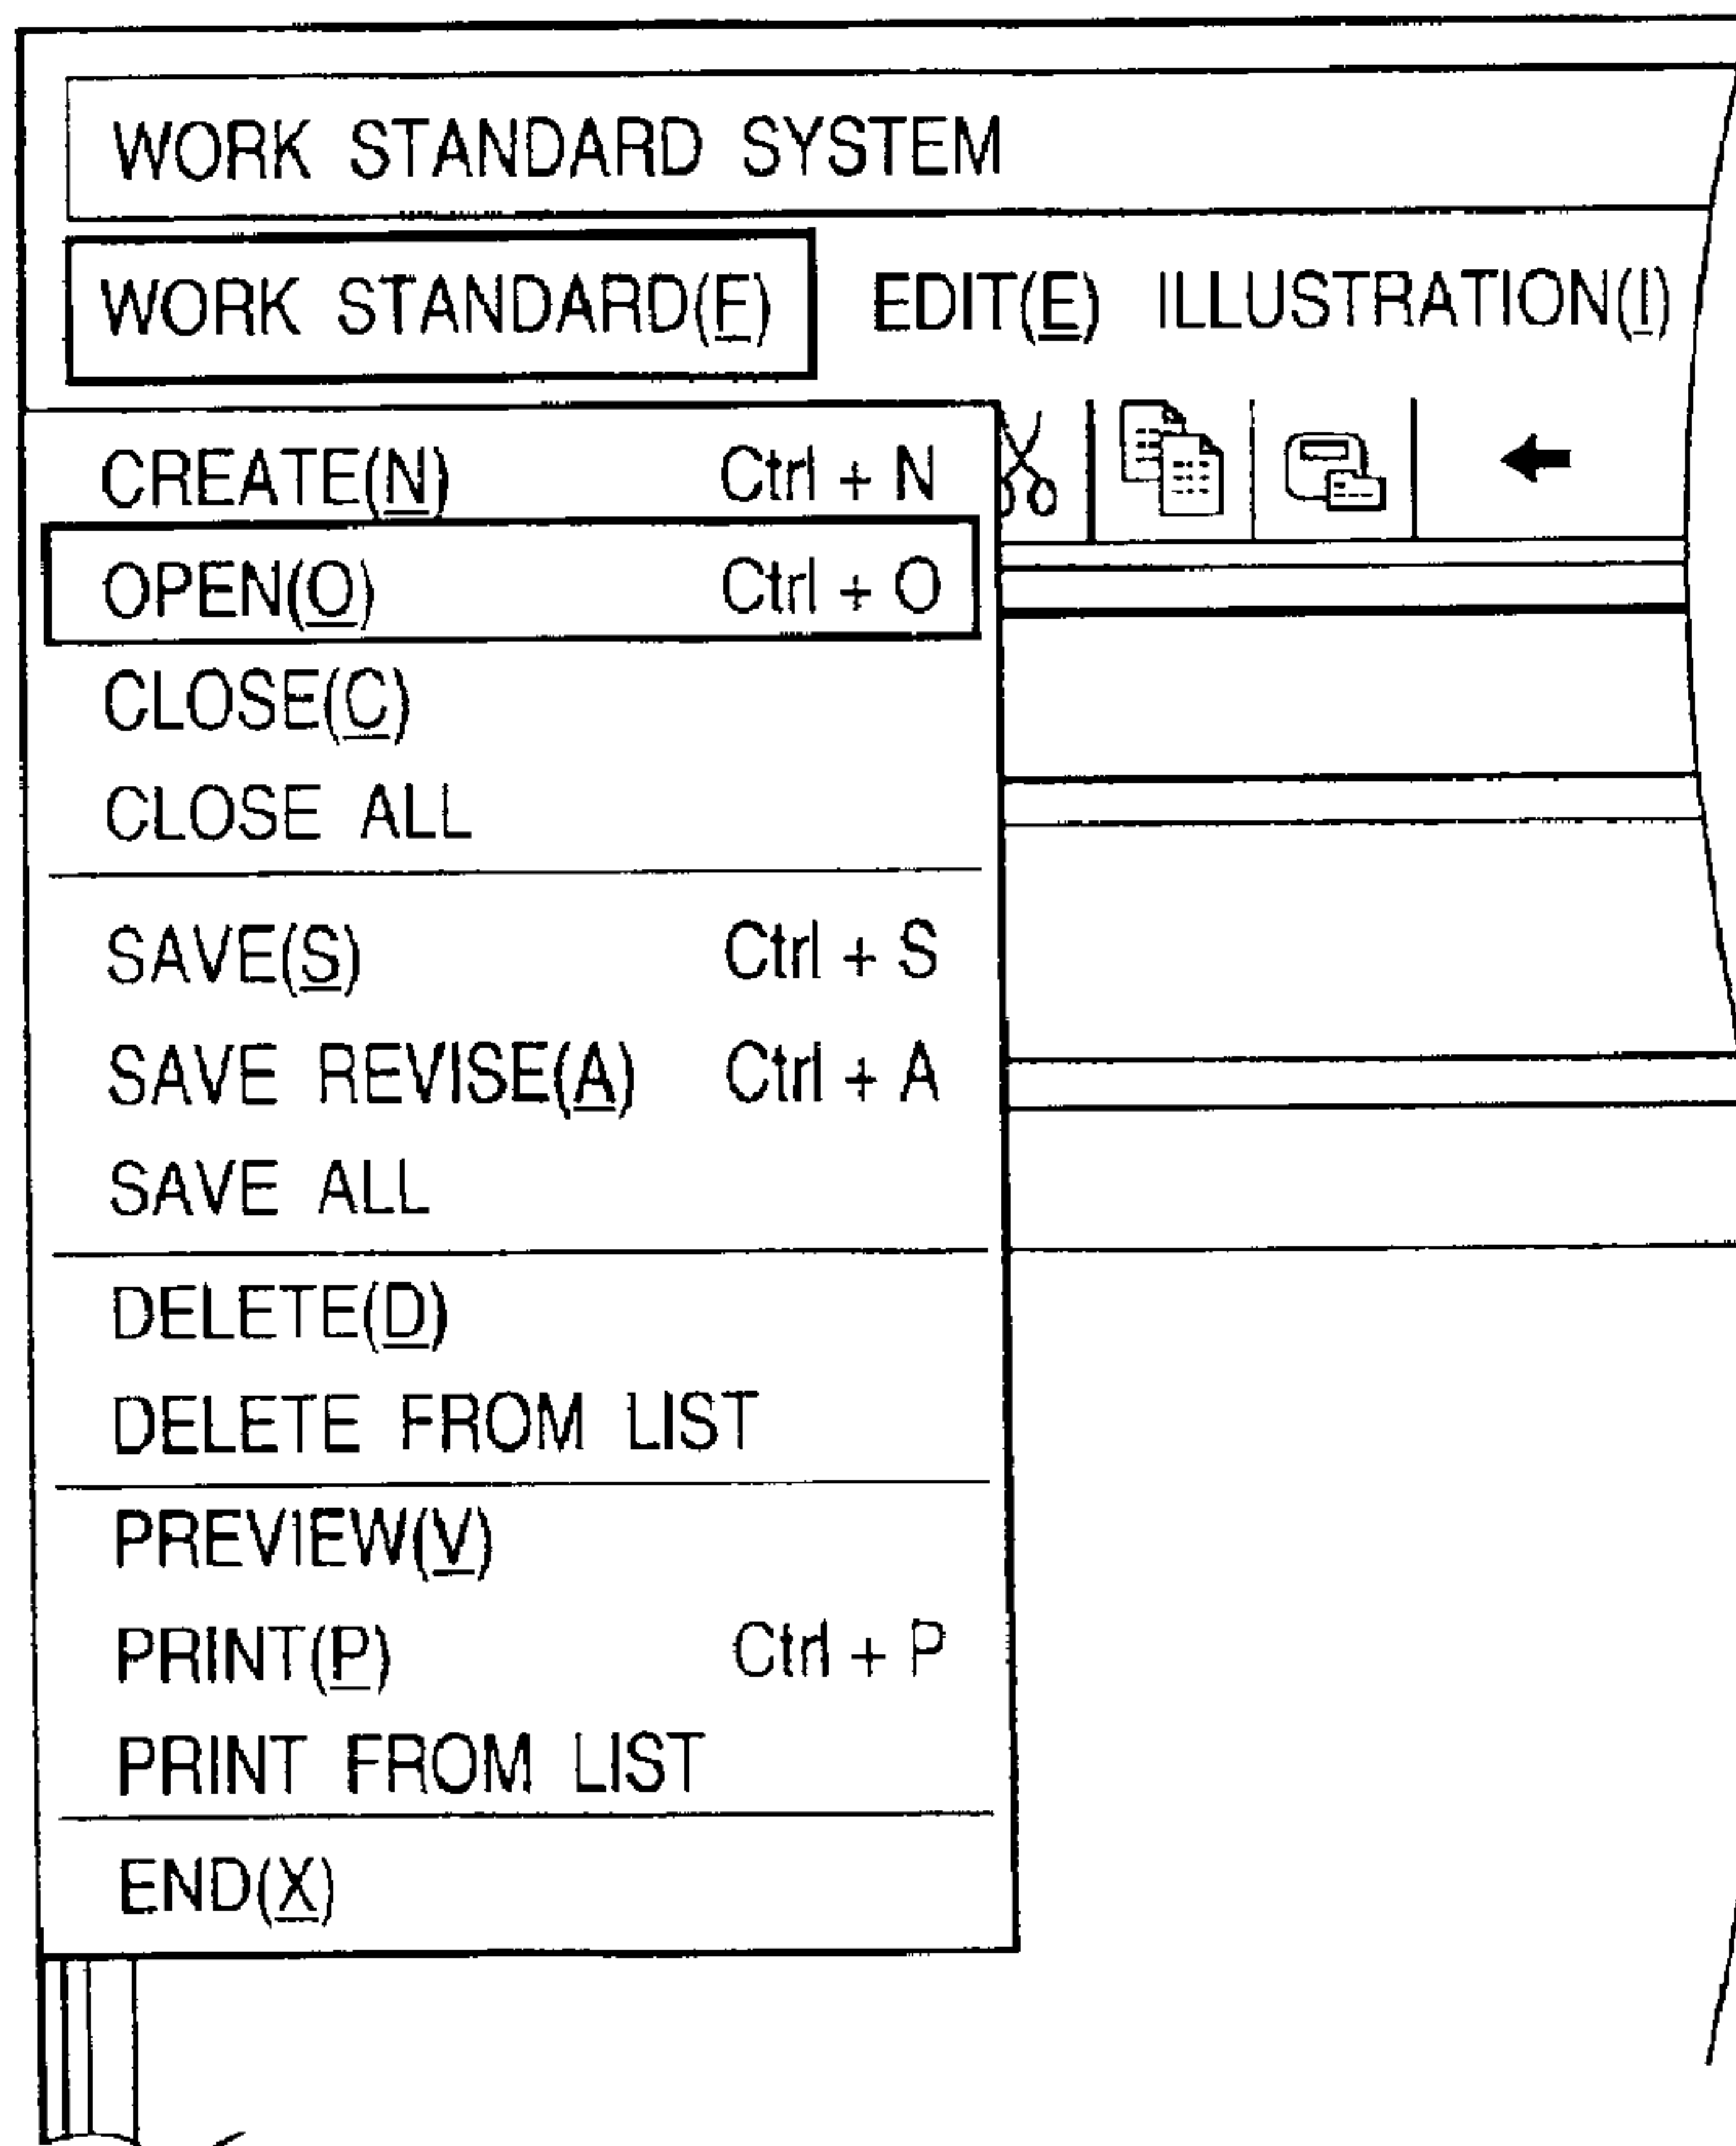 WORK STANDARD SYSTEM
WORK STANDARD(F) EDIT(E) ILLUSTRATION(I)
CREATE(N) Ctrl + N
OPEN(O) Ctrl + O
CLOSE(C)
CLOSE ALL
SAVE(S) Ctrl + S
SAVE REVISE(A) Ctrl + A
SAVE ALL
DELETE(D)
DELETE FROM LIST
PREVIEW(V)
PRINT(P) Ctrl + P
PRINT FROM LIST
END(X)